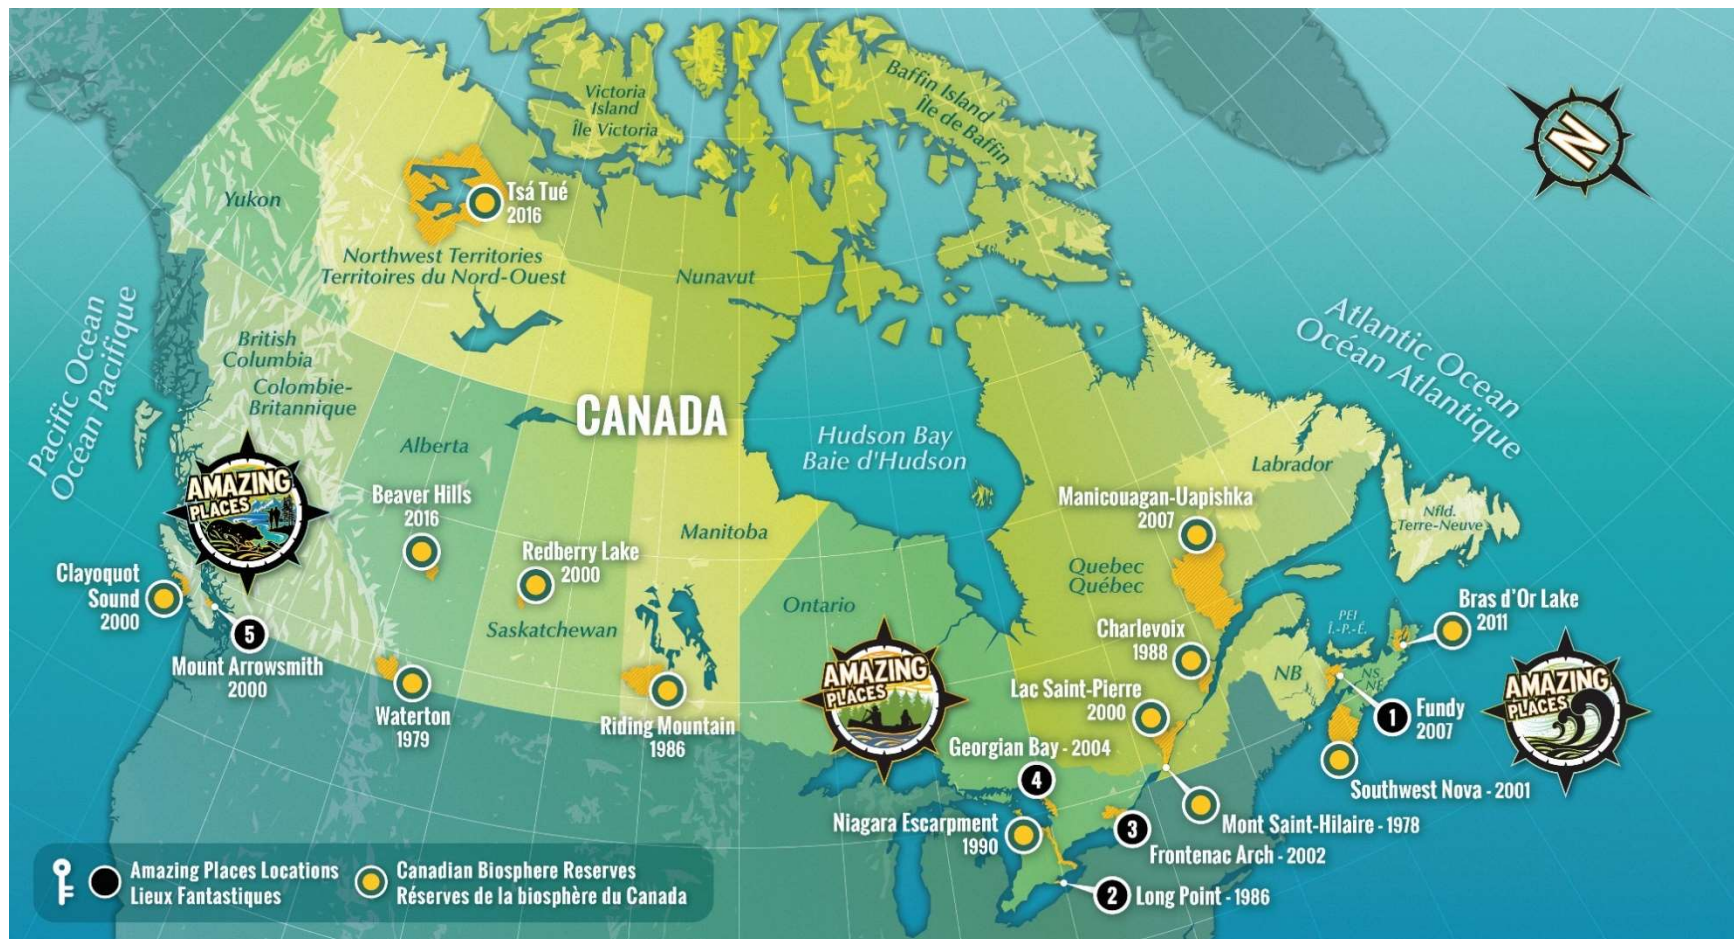 Victoria
Island
Île Victoria
Baffin Island
Île de Baffin
N
Yukon
Tsá Tué
2016
Northwest Territories
Territoires du Nord-Ouest
Nunavut
Pacific Ocean
Océan Pacifique
British
Columbia
Colombie-
Britannique
Atlantic Ocean
Océan Atlantique
CANADA
Hudson Bay
Baie d'Hudson
Alberta
Labrador
AMAZING
PLACES
Beaver Hills
2016
Manicouagan-Uapishka
2007
Nfld.
Terre-Neuve
Manitoba
Redberry Lake
2000
Clayoquot
Sound
2000
Quebec
Québec
Ontario
Saskatchewan
5
Mount Arrowsmith
2000
Bras d'Or Lake
2011
PEI
Î.-P.-É.
Charlevoix
1988
NB
NS
NÉ
AMAZING
PLACES
AMAZING
PLACES
Waterton
1979
Riding Mountain
1986
Lac Saint-Pierre
2000
1
Fundy
2007
Georgian Bay - 2004
4
Southwest Nova - 2001
Niagara Escarpment
1990
3
Mont Saint-Hilaire - 1978
Frontenac Arch - 2002
2
Long Point - 1986
Amazing Places Locations
Lieux Fantastiques
Canadian Biosphere Reserves
Réserves de la biosphère du Canada